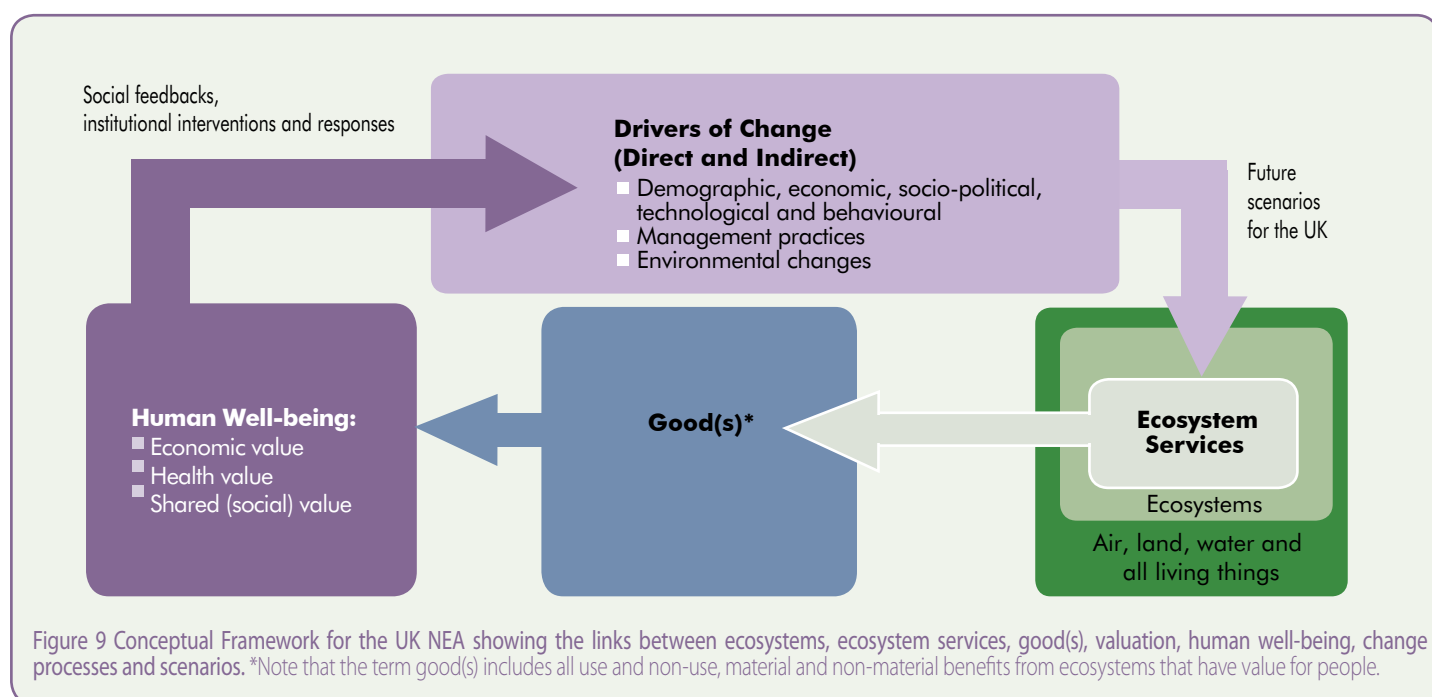 Social feedbacks,
institutional interventions and responses
Drivers of Change
(Direct and Indirect)
Demographic, economic, socio-political,
technological and behavioural
Management practices
Environmental changes
Future
scenarios
for the UK
Human Well-being:
Economic value
Health value
Shared (social) value
Good(s)*
Ecosystem
Services
Ecosystems
Air, land, water and
all living things
Figure 9 Conceptual Framework for the UK NEA showing the links between ecosystems, ecosystem services, good(s), valuation, human well-being, change
processes and scenarios. *Note that the term good(s) includes all use and non-use, material and non-material benefits from ecosystems that have value for people.